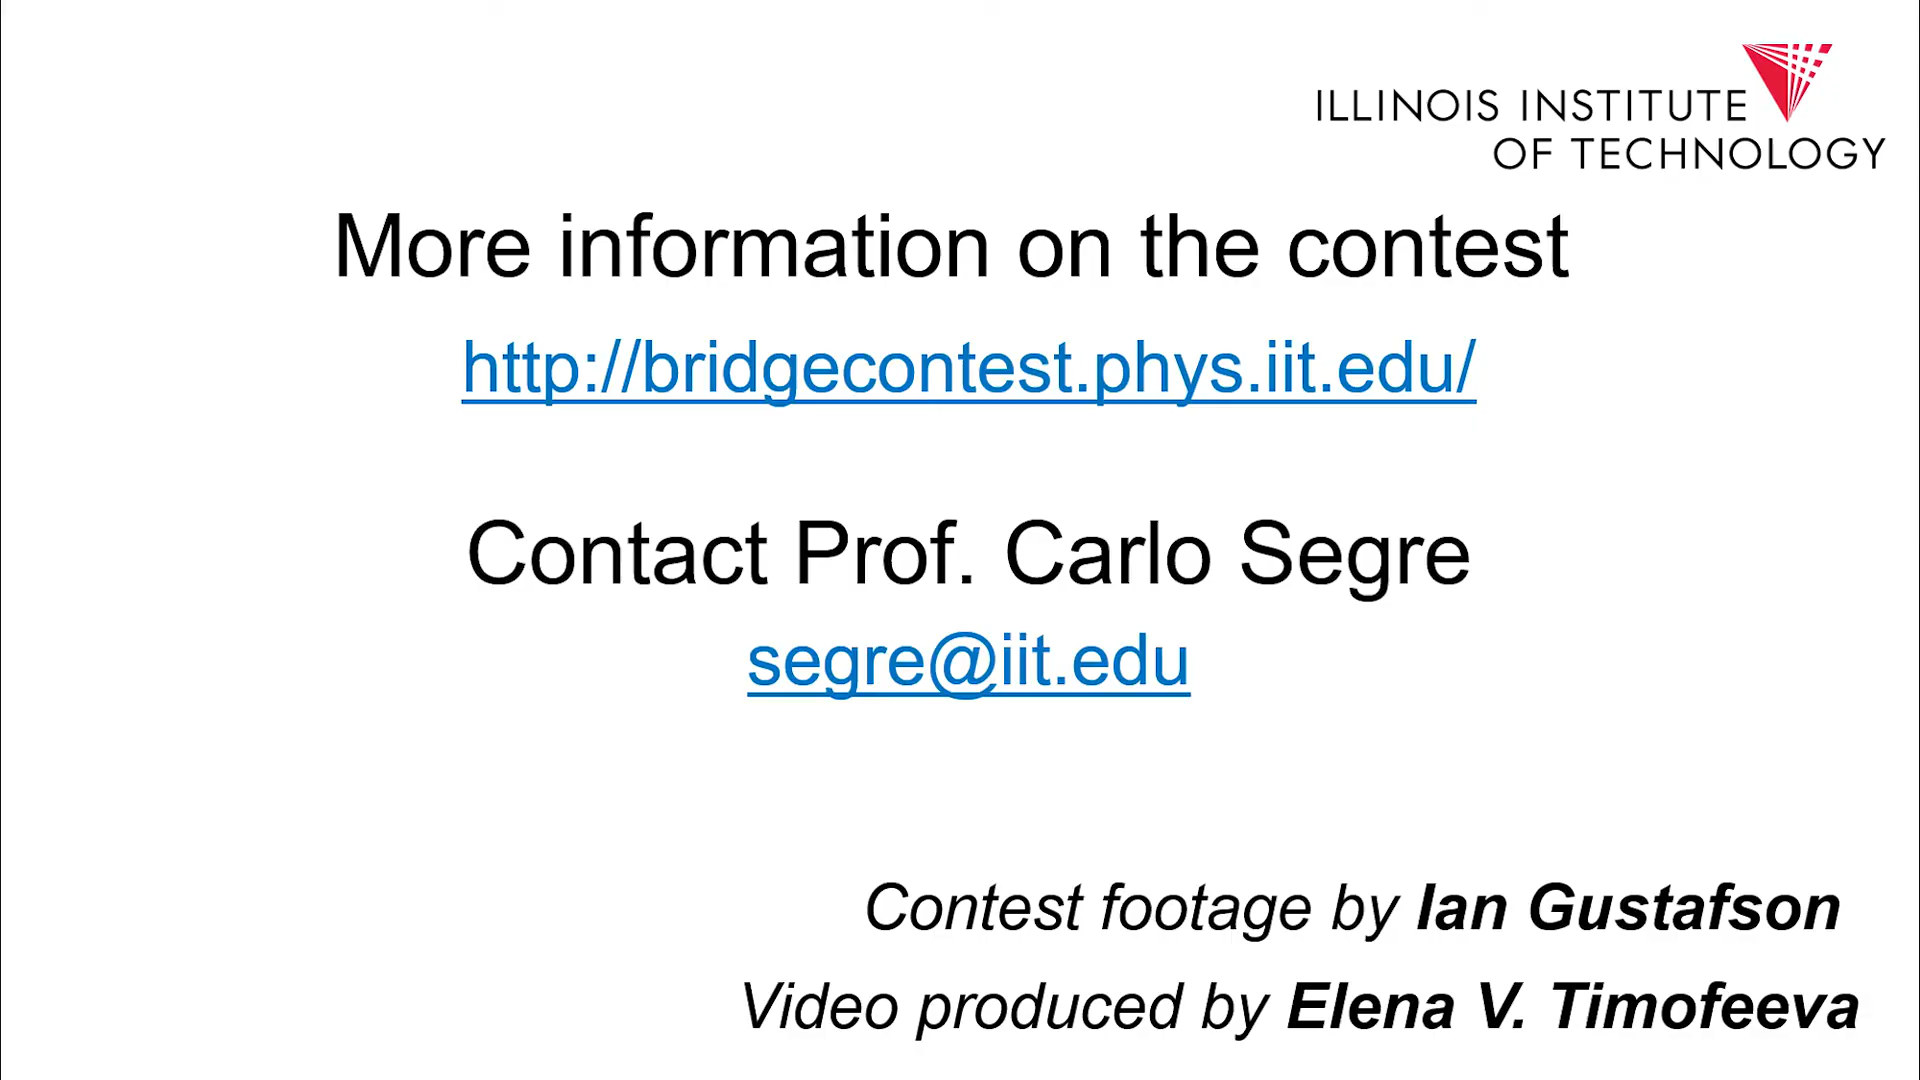 ILLINOIS INSTITUTE
OF TECHNOLOGY
More information on the contest
http://bridgecontest.phys.iit.edu/
Contact Prof. Carlo Segre
segre@iit.edu
Contest footage by Ian Gustafson
Video produced by Elena V. Timofeeva